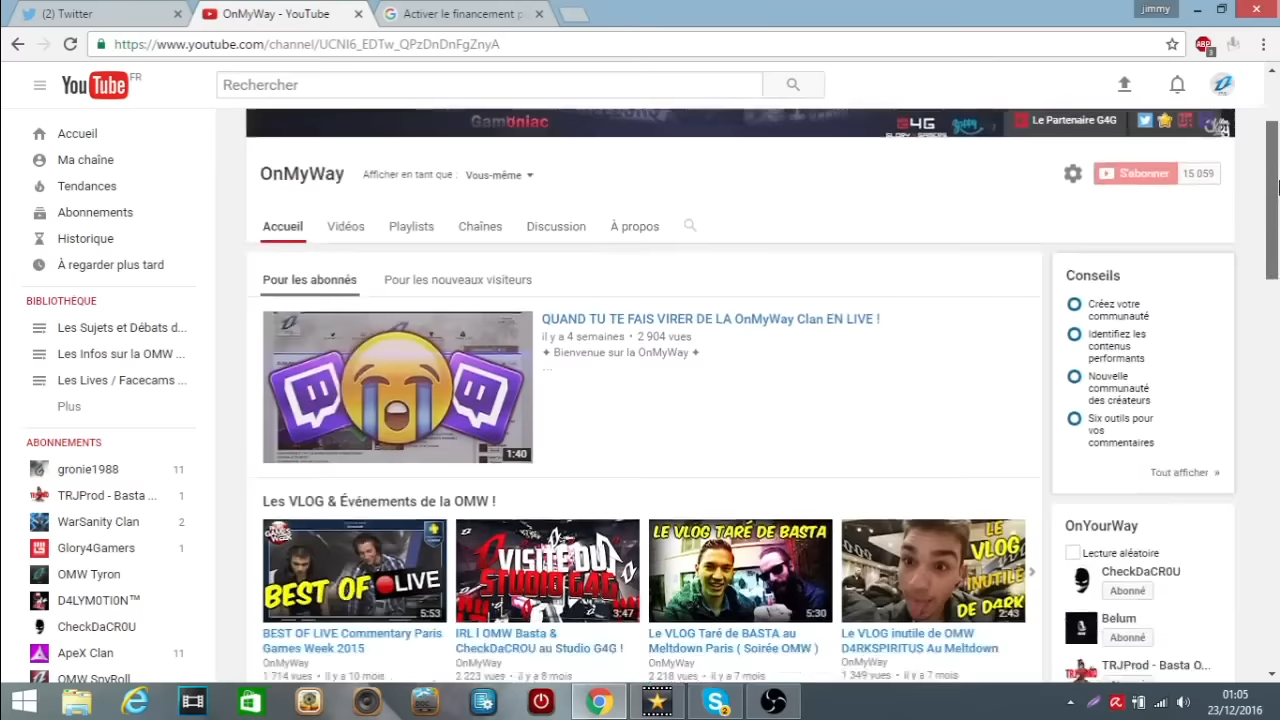 Twitter
OnMyWay - YouTube
Activer le financement p
jimmy
https://www.youtube.com/channel/UCNI6_EDTw_QPzDnDnFgZnyA
ABP
3
YouTube FR
Rechercher
Gamoniac
G4G
Le Partenaire G4G
Accueil
Ma chaîne
Tendances
Abonnements
Historique
À regarder plus tard
BIBLIOTHÈQUE
Les Sujets et Débats d...
Les Infos sur la OMW ...
Les Lives / Facecams ...
Plus
ABONNEMENTS
gronie1988 11
TRJProd - Basta ... 1
WarSanity Clan 2
Glory4Gamers 1
OMW Tyron
D4LYM0TI0N™
CheckDaCR0U
ApeX Clan 11
OMW SpyRoll
OnMyWay
Afficher en tant que : Vous-même
S'abonner 15 059
Accueil Vidéos Playlists Chaînes Discussion À propos
Pour les abonnés Pour les nouveaux visiteurs
1:40
QUAND TU TE FAIS VIRER DE LA OnMyWay Clan EN LIVE !
il y a 4 semaines • 2 904 vues
✦ Bienvenue sur la OnMyWay ✦
...
Les VLOG & Événements de la OMW !
BEST OF LIVE
5:53
BEST OF LIVE Commentary Paris
Games Week 2015
OnMyWay
1 714 vues • il y a 10 mois
VISITE DU
STUDIO G4G
3:47
IRL l OMW Basta &
CheckDaCROU au Studio G4G !
OnMyWay
2 223 vues • il y a 8 mois
LE VLOG TARÉ DE BASTA
5:30
Le VLOG Taré de BASTA au
Meltdown Paris ( Soirée OMW )
OnMyWay
2 218 vues • il y a 7 mois
LE
VLOG
INUTILE
DE DARK
2:43
Le VLOG inutile de OMW
D4RKSPIRITUS Au Meltdown
OnMyWay
1 349 vues • il y a 7 mois
Conseils
Créez votre
communauté
Identifiez les
contenus
performants
Nouvelle
communauté
des créateurs
Six outils pour
vos
commentaires
Tout afficher »
OnYourWay
Lecture aléatoire
CheckDaCR0U
Abonné
Belum
Abonné
TRJProd - Basta O...
2
01:05
23/12/2016